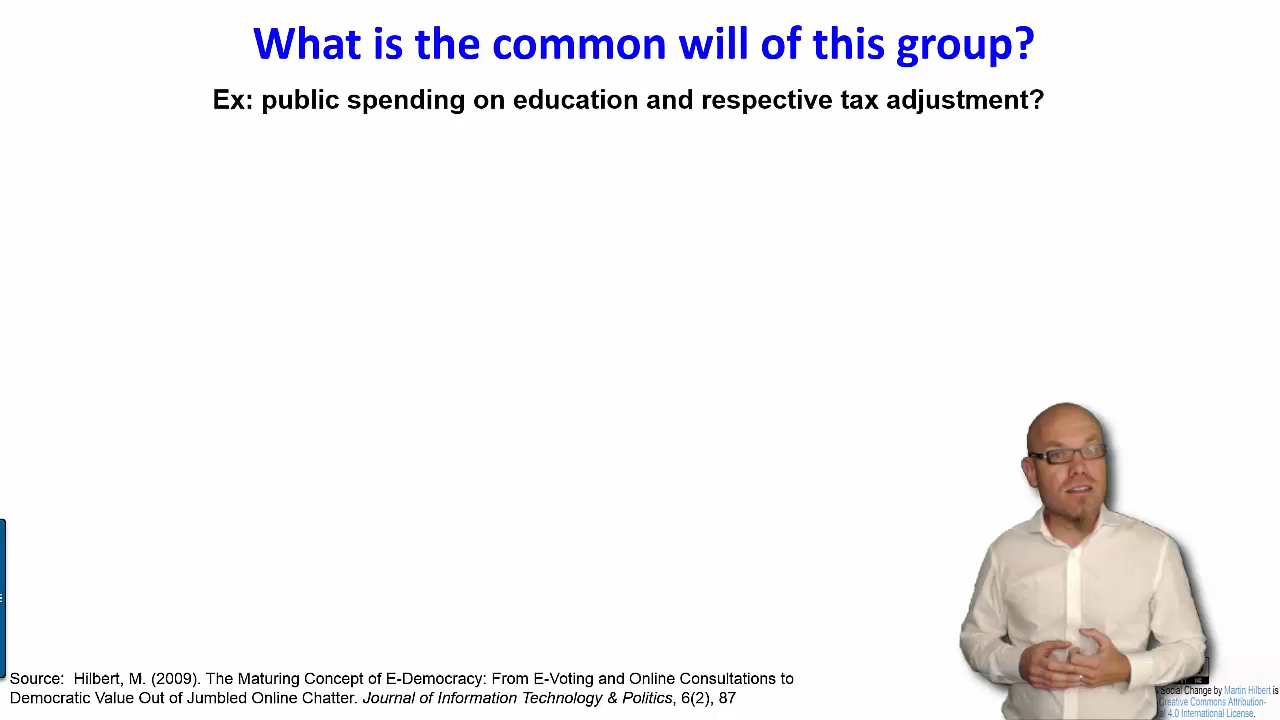 What is the common will of this group?
Ex: public spending on education and respective tax adjustment?
Source: Hilbert, M. (2009). The Maturing Concept of E-Democracy: From E-Voting and Online Consultations to
Democratic Value Out of Jumbled Online Chatter. Journal of Information Technology & Politics, 6(2), 87
Social Change by Martin Hilbert is
Creative Commons Attribution-
4.0 International License.